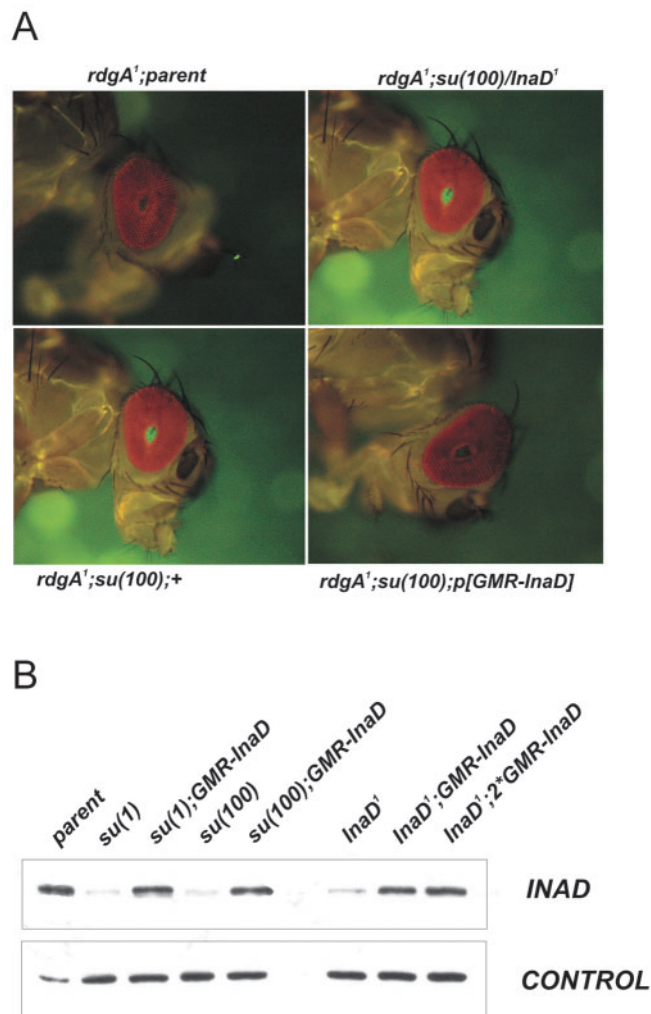 A
rdgA¹;parent
rdgA¹;su(100)/InaD¹
rdgA¹;su(100);+
rdgA¹;su(100);p[GMR-InaD]
B
parent
su(1)
su(1);GMR-InaD
su(100)
su(100);GMR-InaD
InaD¹
InaD¹;GMR-InaD
InaD¹;2*GMR-InaD
INAD
CONTROL